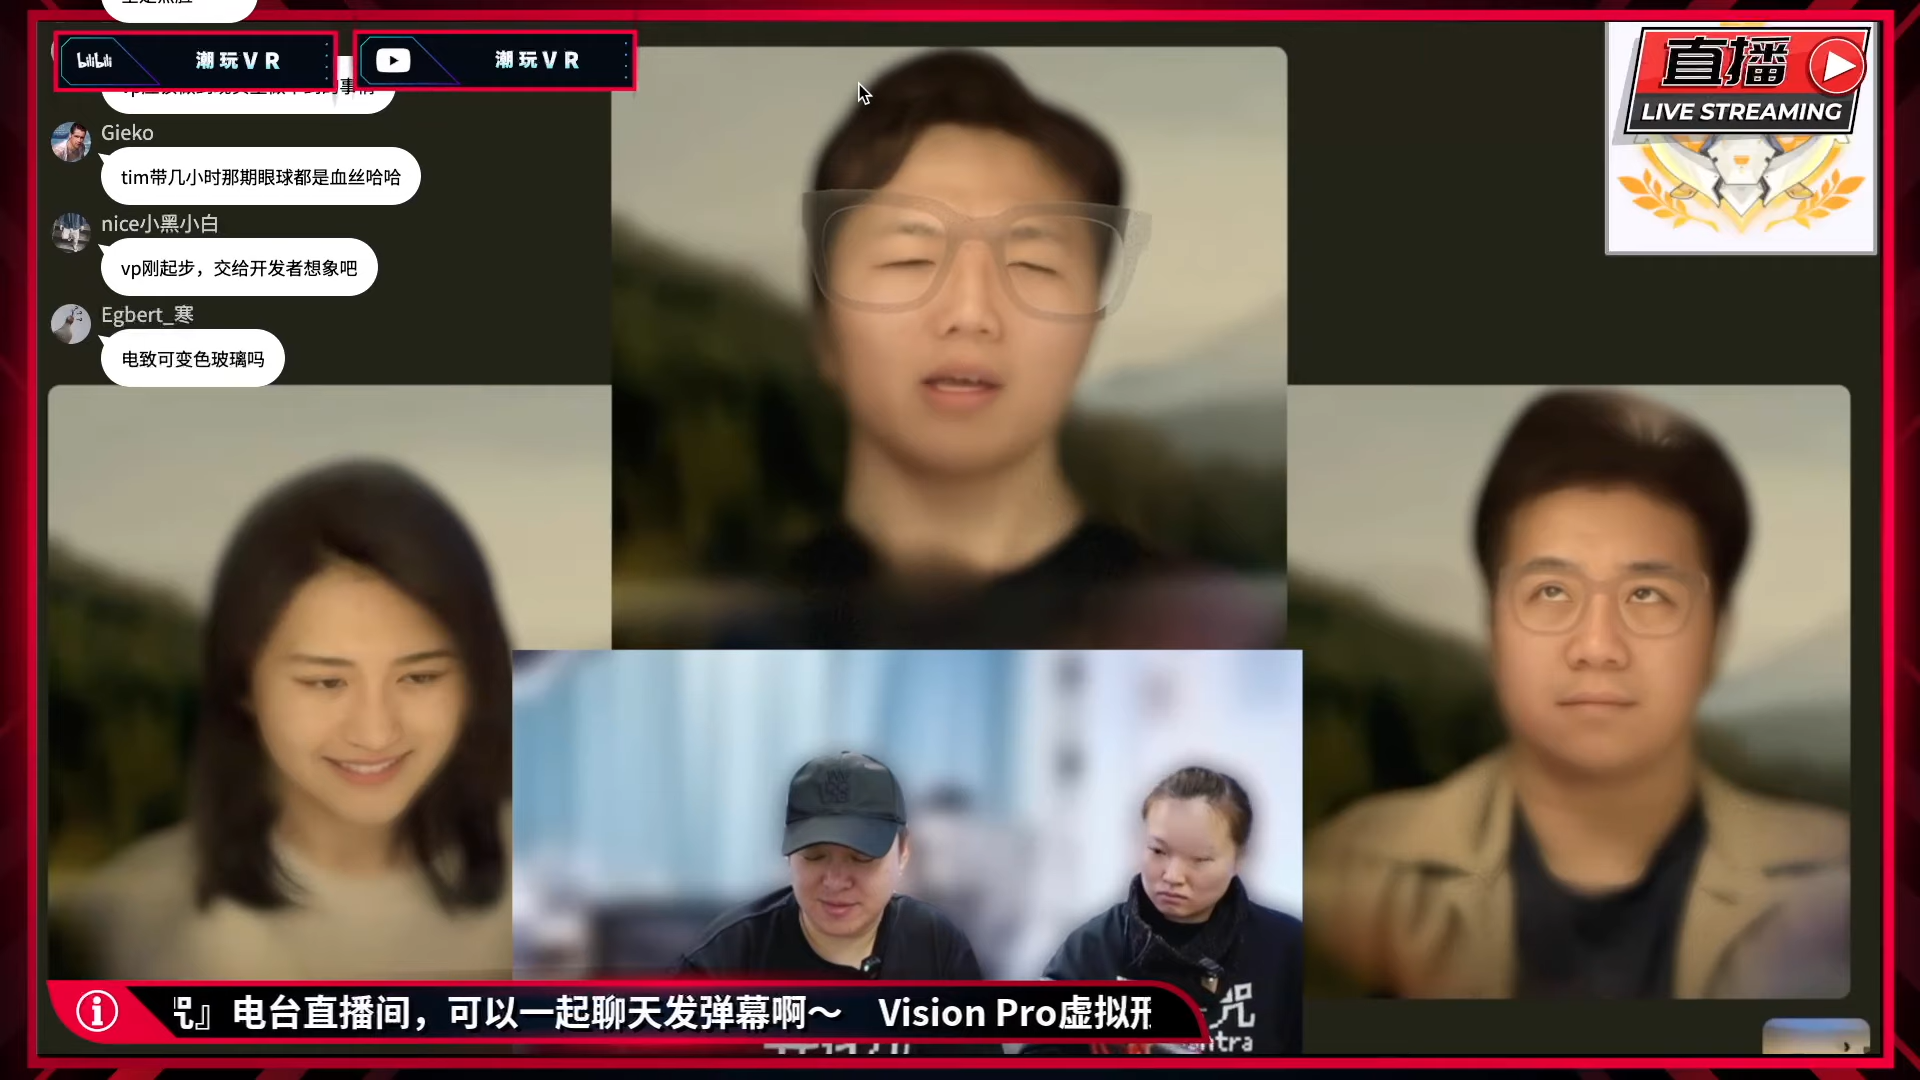 bilibili
潮玩VR
潮玩VR
直播
LIVE STREAMING
Gieko
tim带几小时那期眼球都是血丝哈哈
nice小黑小白
vp刚起步，交给开发者想象吧
Egbert_寒
电致可变色玻璃吗
』电台直播间，可以一起聊天发弹幕啊～ Vision Pro虚拟形
咒
ntra